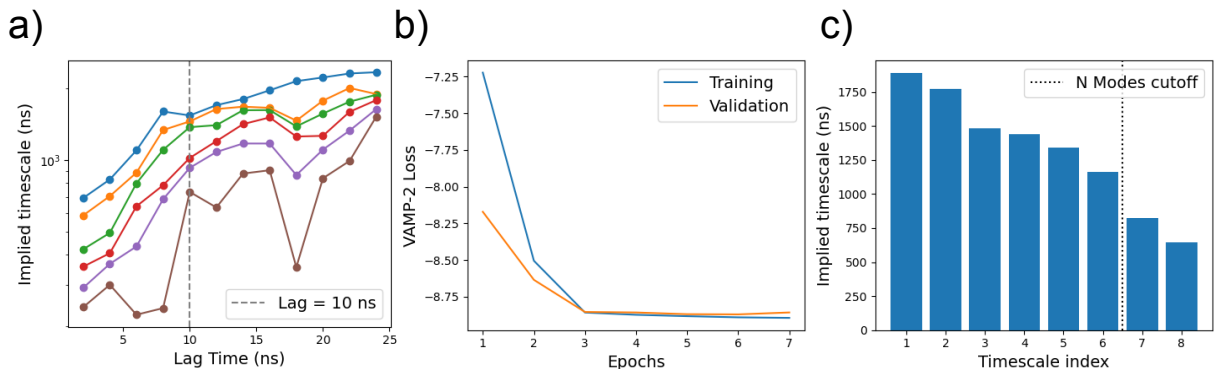 a)
b)
c)
Implied timescale (ns)
10³
Lag = 10 ns
5
10
15
20
25
Lag Time (ns)
VAMP-2 Loss
−7.25
−7.50
−7.75
−8.00
−8.25
−8.50
−8.75
Training
Validation
1
2
3
4
5
6
7
Epochs
Implied timescale (ns)
1750
1500
1250
1000
750
500
250
0
N Modes cutoff
1
2
3
4
5
6
7
8
Timescale index